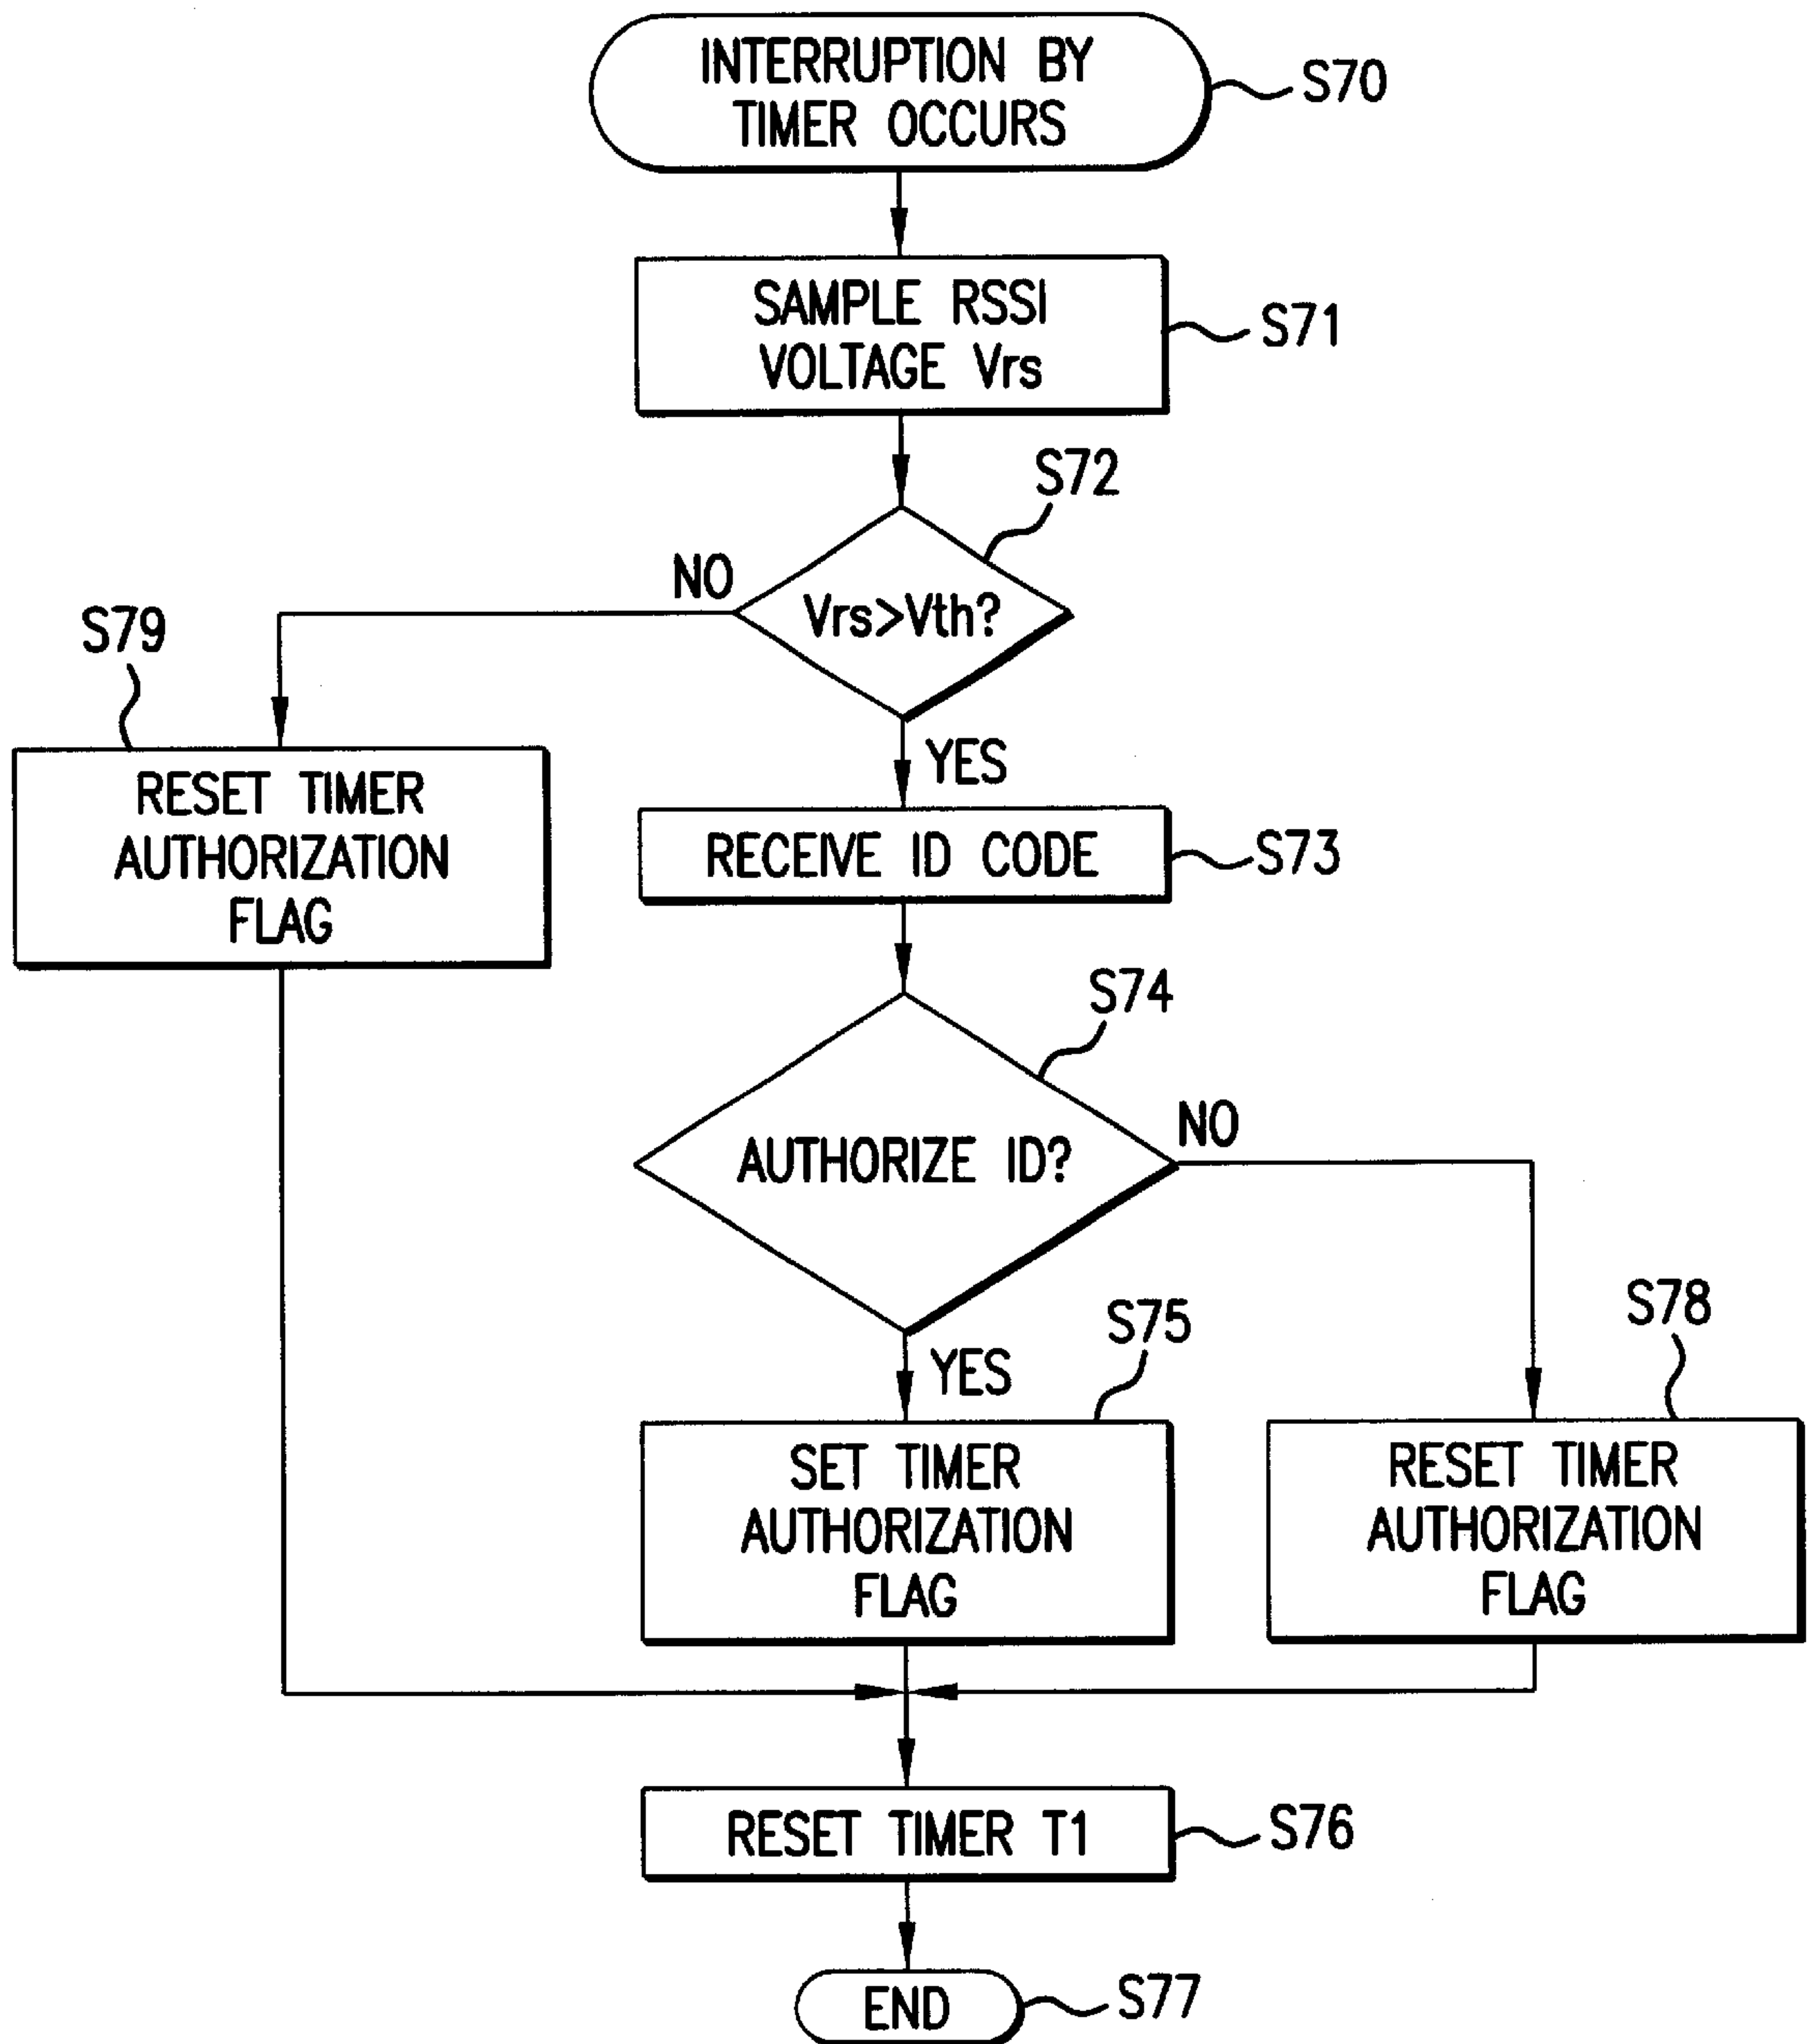 INTERRUPTION BY
TIMER OCCURS
S70
SAMPLE RSSI
VOLTAGE Vrs
S71
S72
Vrs>Vth?
NO
YES
S79
RESET TIMER
AUTHORIZATION
FLAG
RECEIVE ID CODE
S73
S74
AUTHORIZE ID?
NO
YES
S75
SET TIMER
AUTHORIZATION
FLAG
S78
RESET TIMER
AUTHORIZATION
FLAG
RESET TIMER T1
S76
END
S77